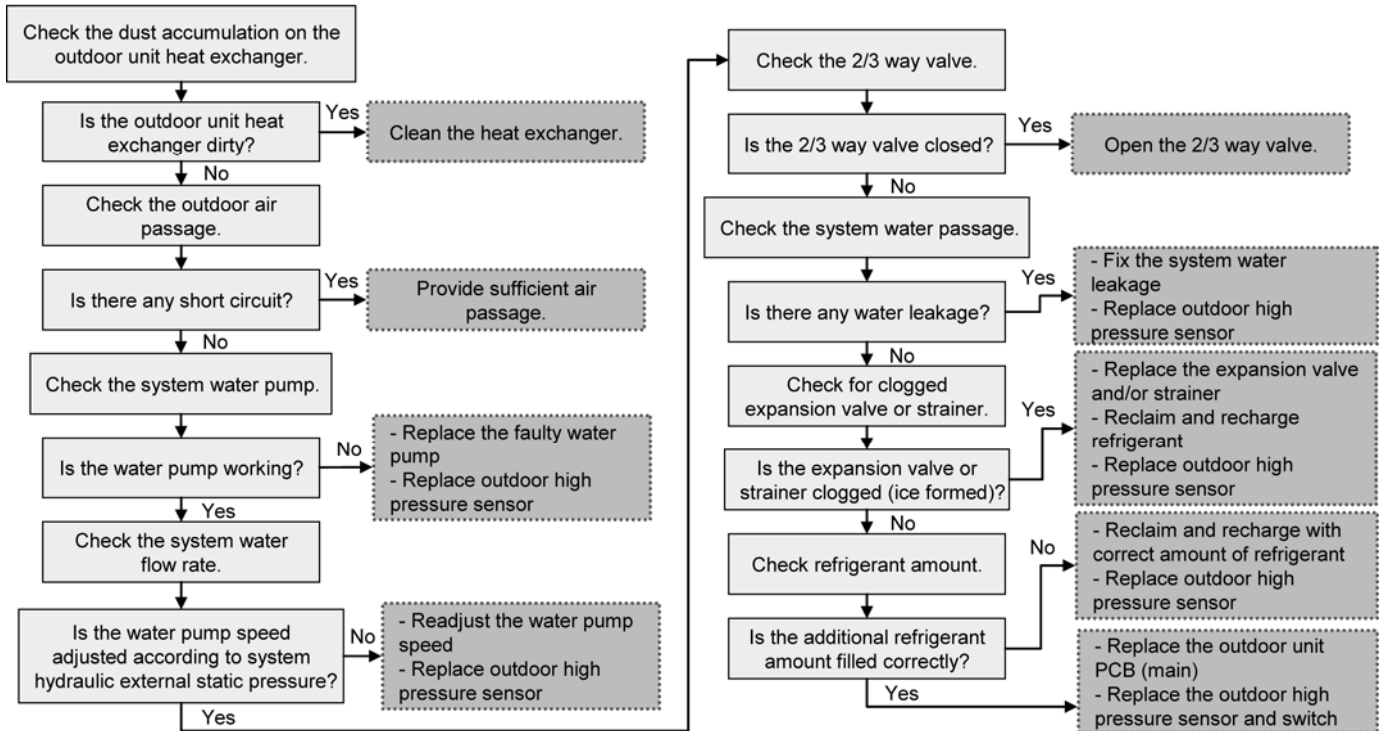 Check the dust accumulation on the
outdoor unit heat exchanger.
Is the outdoor unit heat
exchanger dirty?
Yes
Clean the heat exchanger.
No
Check the outdoor air
passage.
Is there any short circuit?
Yes
Provide sufficient air
passage.
No
Check the system water pump.
Is the water pump working?
No
- Replace the faulty water
pump
- Replace outdoor high
pressure sensor
Yes
Check the system water
flow rate.
Is the water pump speed
adjusted according to system
hydraulic external static pressure?
No
- Readjust the water pump
speed
- Replace outdoor high
pressure sensor
Yes
Check the 2/3 way valve.
Is the 2/3 way valve closed?
Yes
Open the 2/3 way valve.
No
Check the system water passage.
Is there any water leakage?
Yes
- Fix the system water
leakage
- Replace outdoor high
pressure sensor
No
Check for clogged
expansion valve or strainer.
Is the expansion valve or
strainer clogged (ice formed)?
Yes
- Replace the expansion valve
and/or strainer
- Reclaim and recharge
refrigerant
- Replace outdoor high
pressure sensor
No
Check refrigerant amount.
Is the additional refrigerant
amount filled correctly?
No
- Reclaim and recharge with
correct amount of refrigerant
- Replace outdoor high
pressure sensor
Yes
- Replace the outdoor unit
PCB (main)
- Replace the outdoor high
pressure sensor and switch